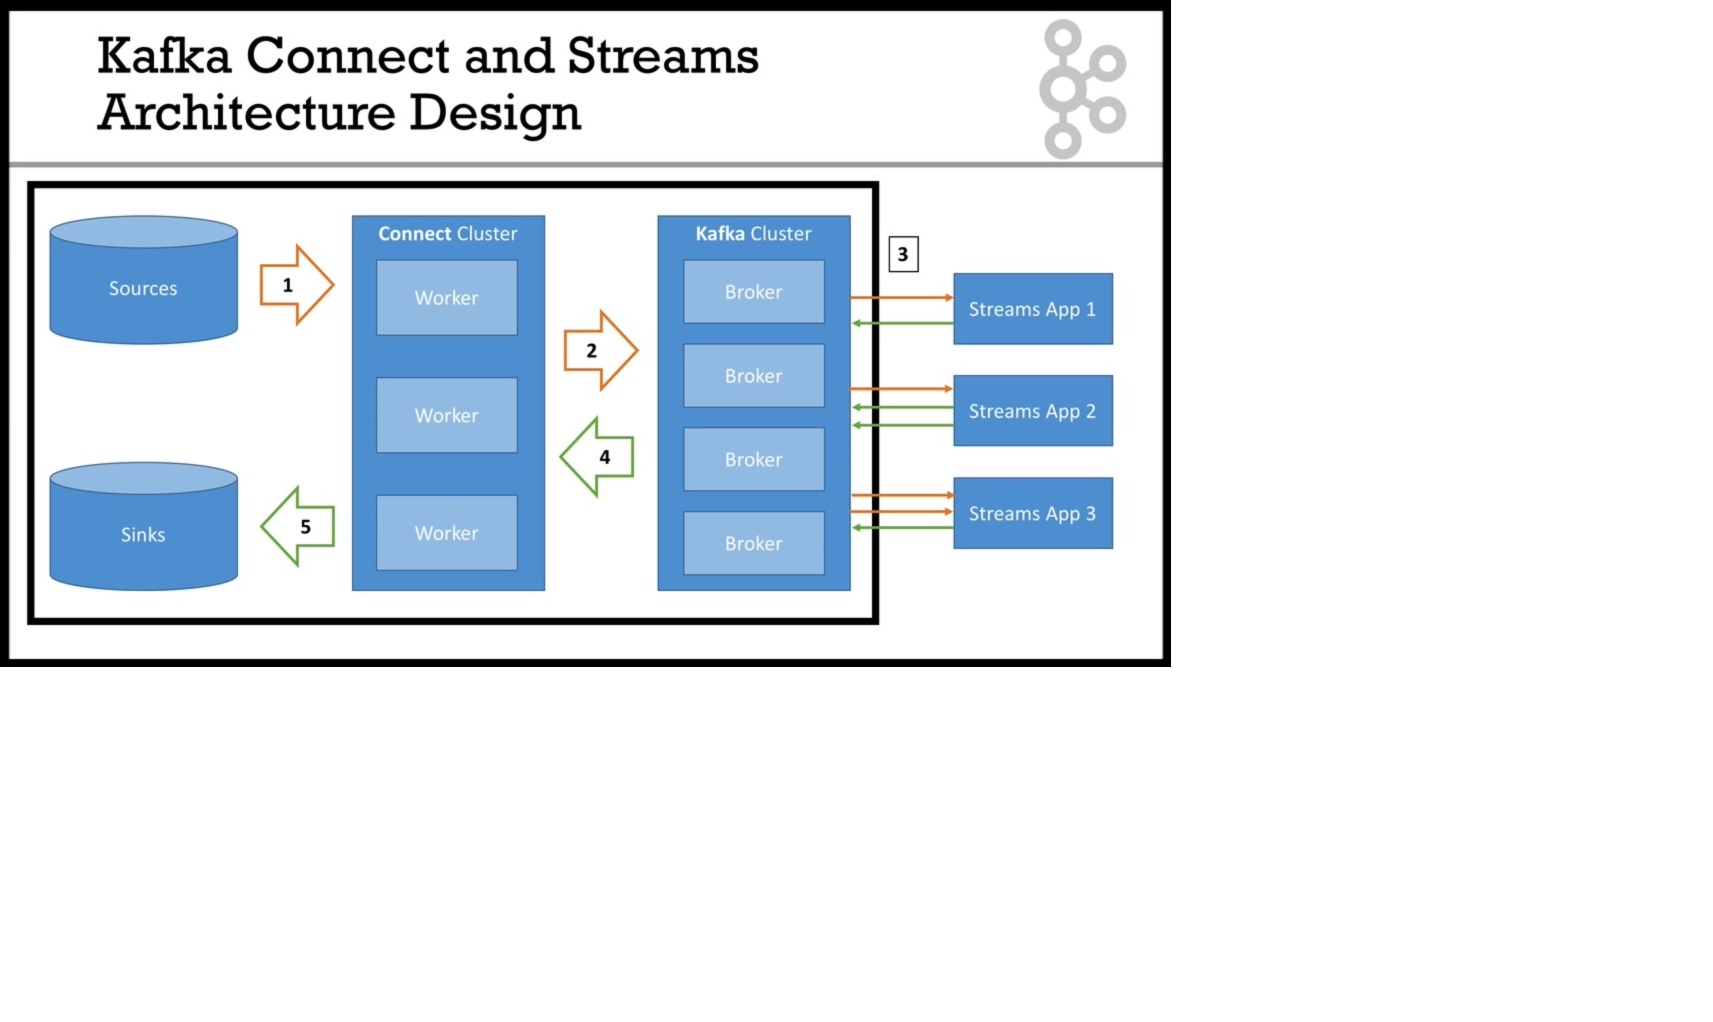 Kafka Connect and Streams
Architecture Design
Sources
1
Connect Cluster
Worker
Worker
Worker
2
4
5
Sinks
Kafka Cluster
Broker
Broker
Broker
Broker
3
Streams App 1
Streams App 2
Streams App 3